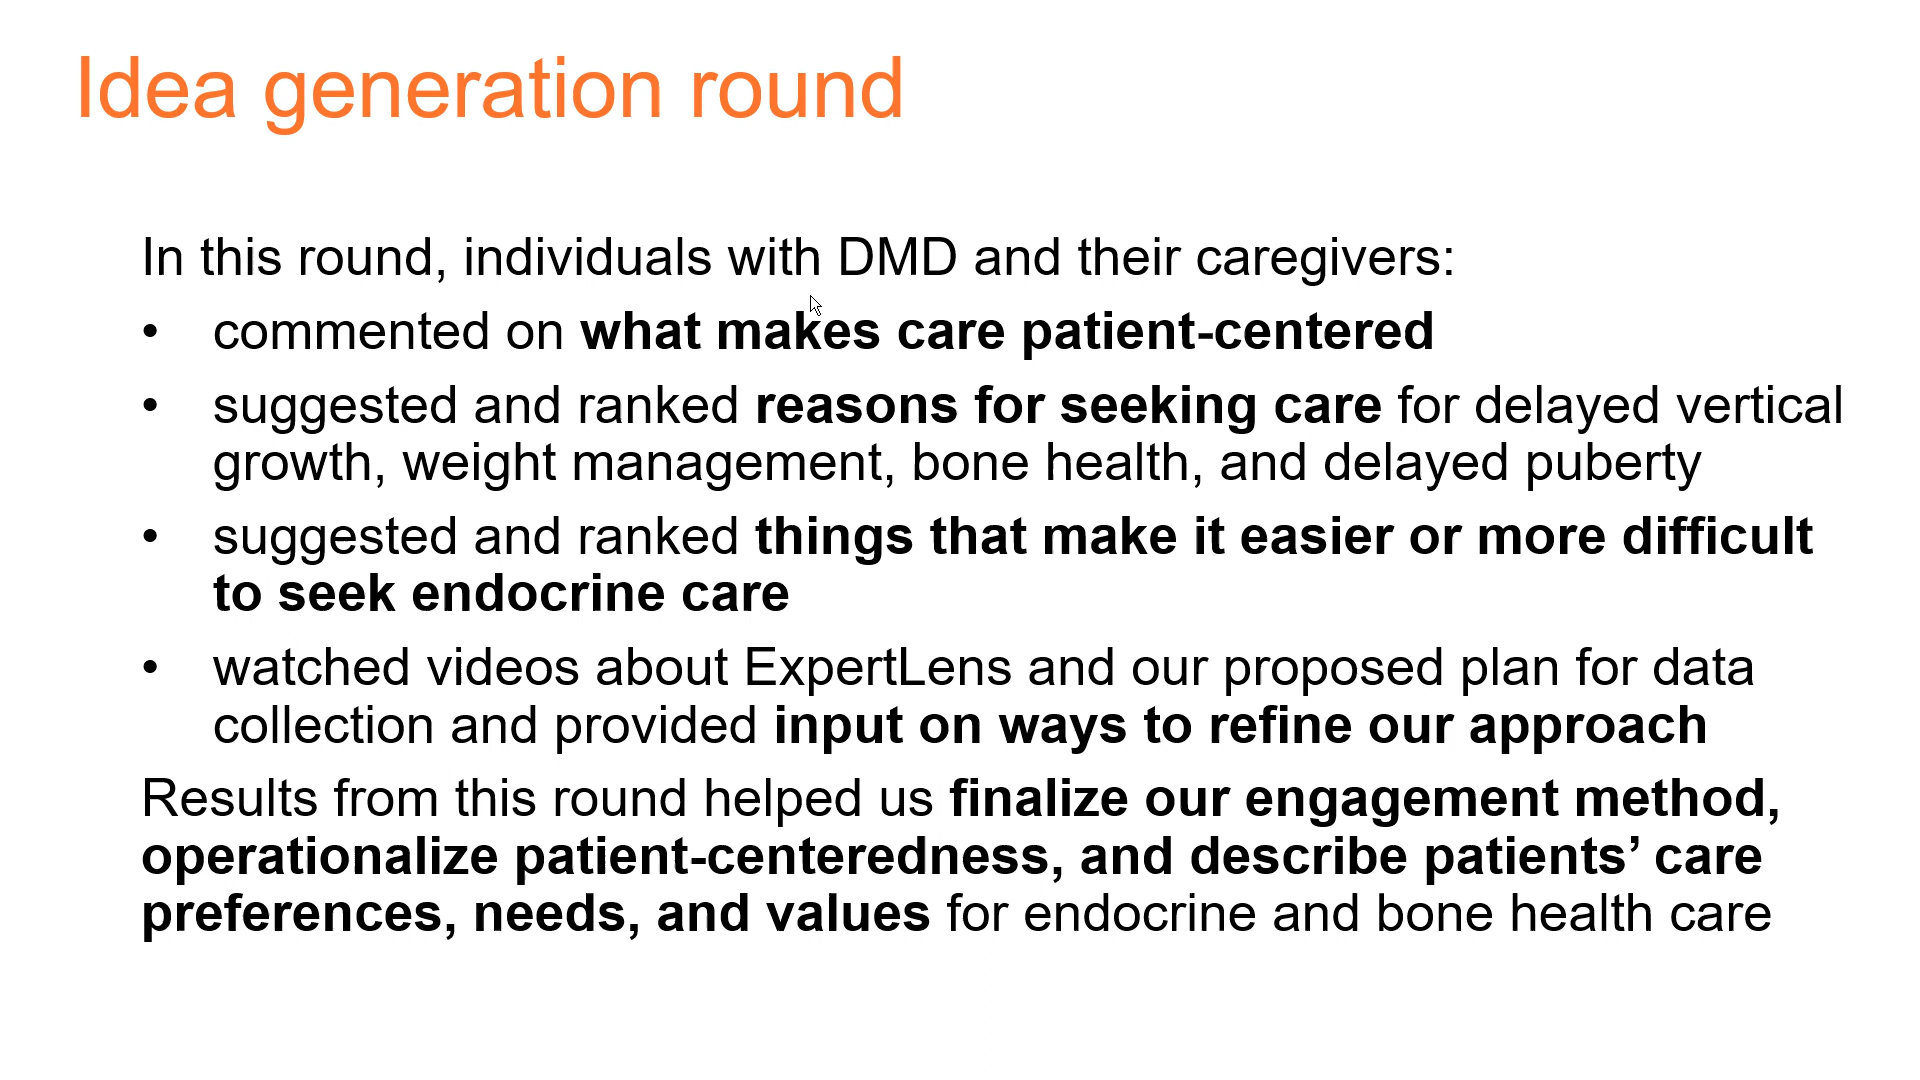 Idea generation round
In this round, individuals with DMD and their caregivers:
• commented on what makes care patient-centered
• suggested and ranked reasons for seeking care for delayed vertical
growth, weight management, bone health, and delayed puberty
• suggested and ranked things that make it easier or more difficult
to seek endocrine care
• watched videos about ExpertLens and our proposed plan for data
collection and provided input on ways to refine our approach
Results from this round helped us finalize our engagement method,
operationalize patient-centeredness, and describe patients’ care
preferences, needs, and values for endocrine and bone health care